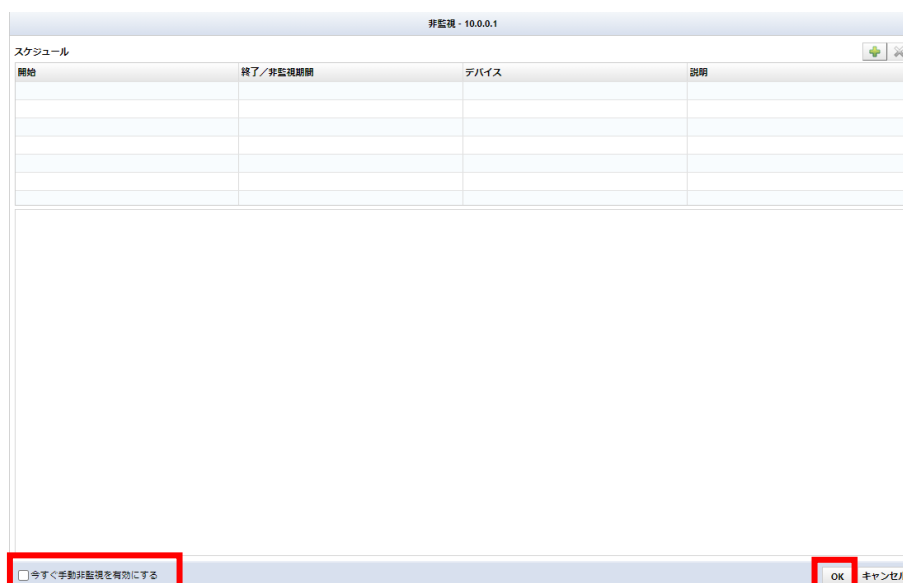 非監視 - 10.0.0.1
スケジュール
開始 終了／非監視期間 デバイス 説明
今すぐ手動非監視を有効にする
OK キャンセル